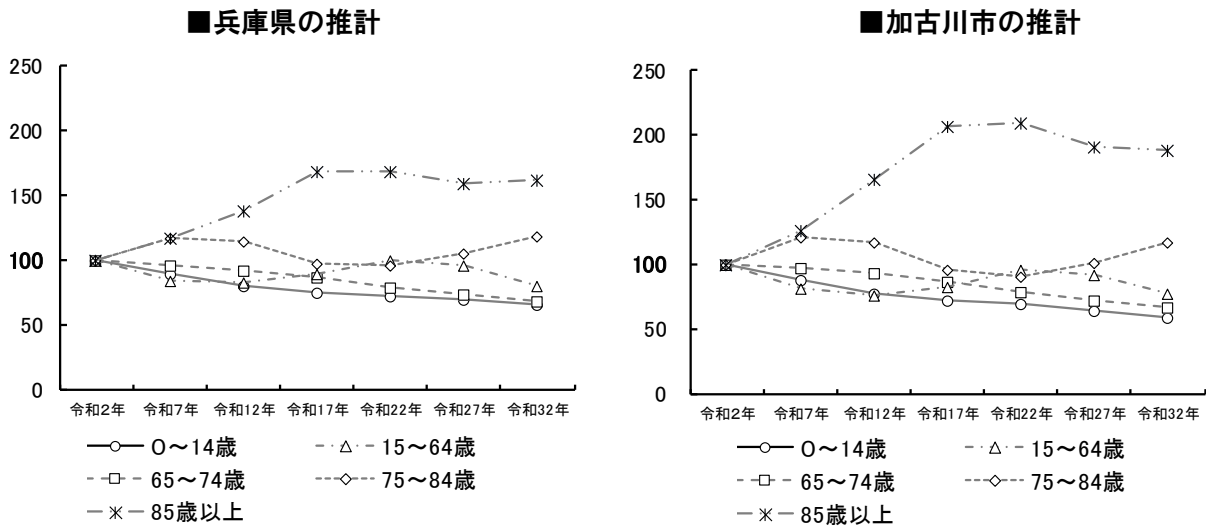 ■兵庫県の推計
250
200
150
100
50
0
令和2年 令和7年 令和12年 令和17年 令和22年 令和27年 令和32年
0～14歳 15～64歳
65～74歳 75～84歳
85歳以上
■加古川市の推計
250
200
150
100
50
0
令和2年 令和7年 令和12年 令和17年 令和22年 令和27年 令和32年
0～14歳 15～64歳
65～74歳 75～84歳
85歳以上